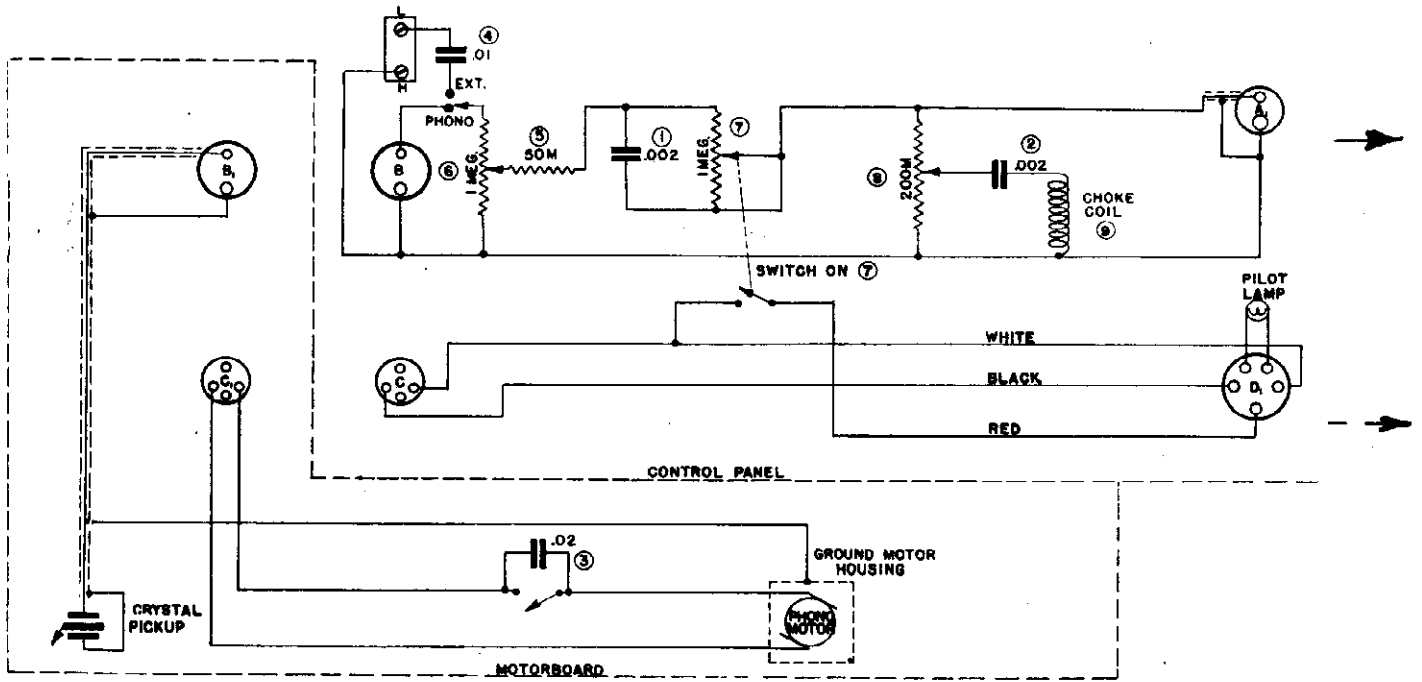 L
H
④
.01
EXT.
PHONO
B₁
B
⑥
1 MEG.
⑤
50M
①
.002
1 MEG.
⑦
⑧
200M
②
.002
CHOKE
COIL
⑨
A₁
SWITCH ON ⑦
PILOT
LAMP
C₁
C
WHITE
BLACK
RED
D₁
CONTROL PANEL
.02
③
GROUND MOTOR
HOUSING
PHONO
MOTOR
CRYSTAL
PICKUP
MOTORBOARD